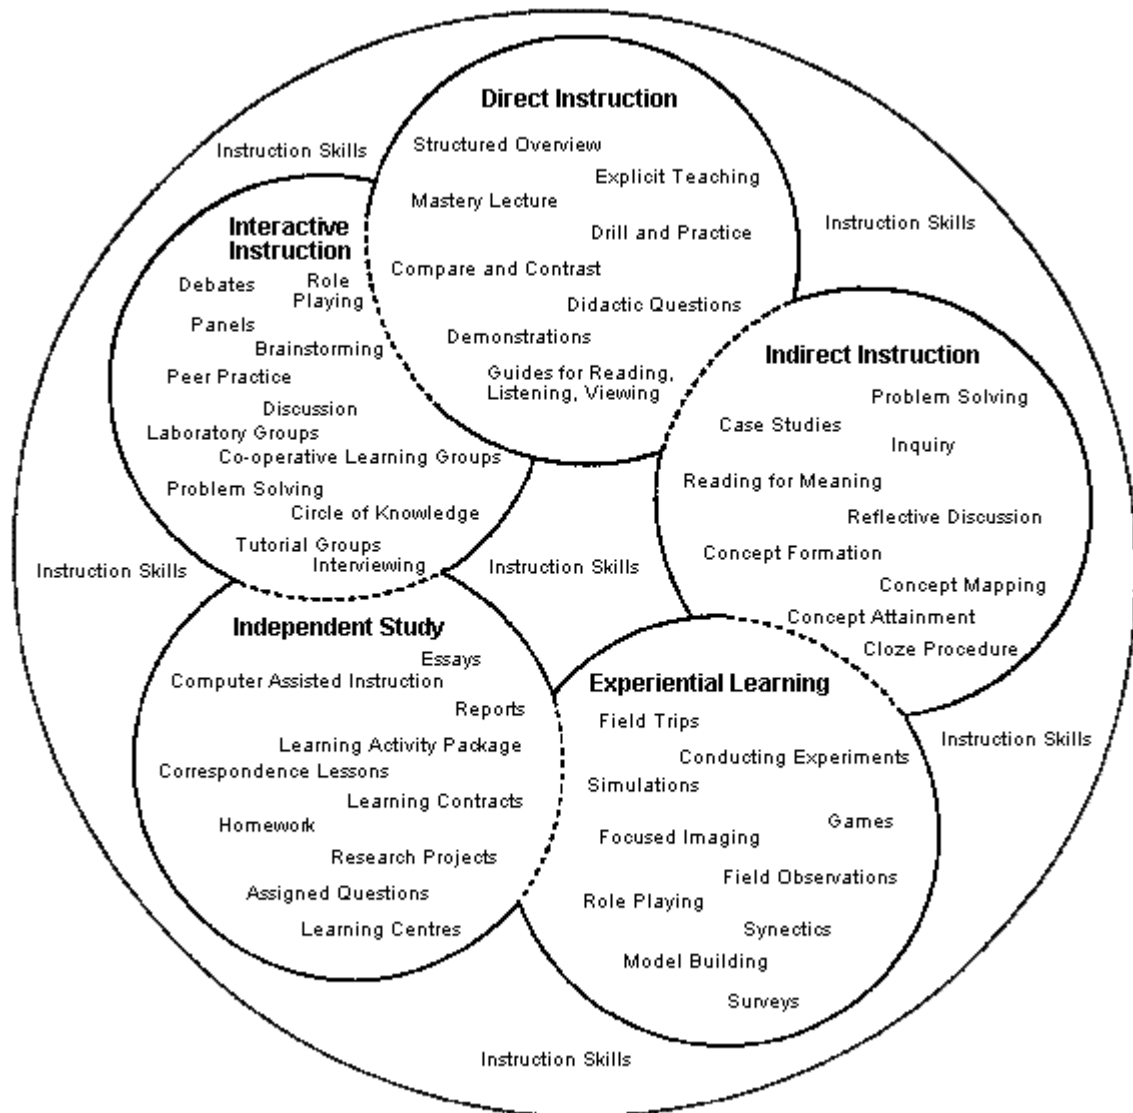 Direct Instruction
Structured Overview
Explicit Teaching
Mastery Lecture
Drill and Practice
Compare and Contrast
Didactic Questions
Demonstrations
Guides for Reading,
Listening, Viewing
Instruction Skills
Instruction Skills
Interactive
Instruction
Debates
Role
Playing
Panels
Brainstorming
Peer Practice
Discussion
Laboratory Groups
Co-operative Learning Groups
Problem Solving
Circle of Knowledge
Tutorial Groups
Interviewing
Indirect Instruction
Problem Solving
Case Studies
Inquiry
Reading for Meaning
Reflective Discussion
Concept Formation
Concept Mapping
Concept Attainment
Cloze Procedure
Instruction Skills
Instruction Skills
Independent Study
Essays
Computer Assisted Instruction
Reports
Learning Activity Package
Correspondence Lessons
Learning Contracts
Homework
Research Projects
Assigned Questions
Learning Centres
Experiential Learning
Field Trips
Conducting Experiments
Simulations
Games
Focused Imaging
Field Observations
Role Playing
Synectics
Model Building
Surveys
Instruction Skills
Instruction Skills